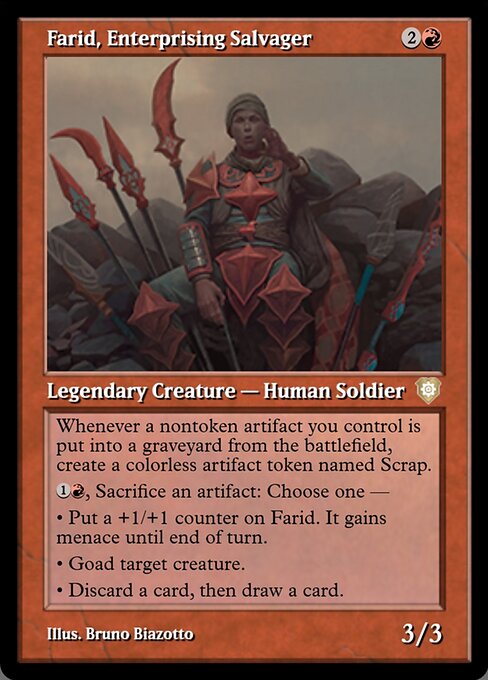 Farid, Enterprising Salvager 2
Legendary Creature — Human Soldier
Whenever a nontoken artifact you control is
put into a graveyard from the battlefield,
create a colorless artifact token named Scrap.
1, Sacrifice an artifact: Choose one —
• Put a +1/+1 counter on Farid. It gains
menace until end of turn.
• Goad target creature.
• Discard a card, then draw a card.
Illus. Bruno Biazotto 3/3